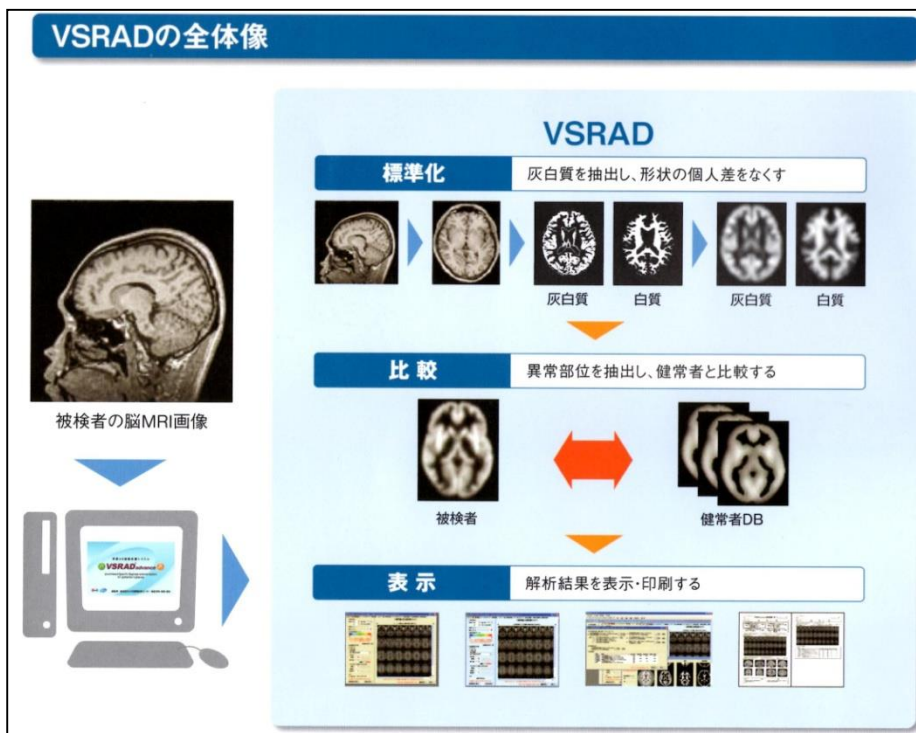 VSRADの全体像
VSRAD
標準化
灰白質を抽出し、形状の個人差をなくす
灰白質
白質
灰白質
白質
比較
異常部位を抽出し、健常者と比較する
被検者の脳MRI画像
被検者
健常者DB
VSRAD advance
表示
解析結果を表示・印刷する